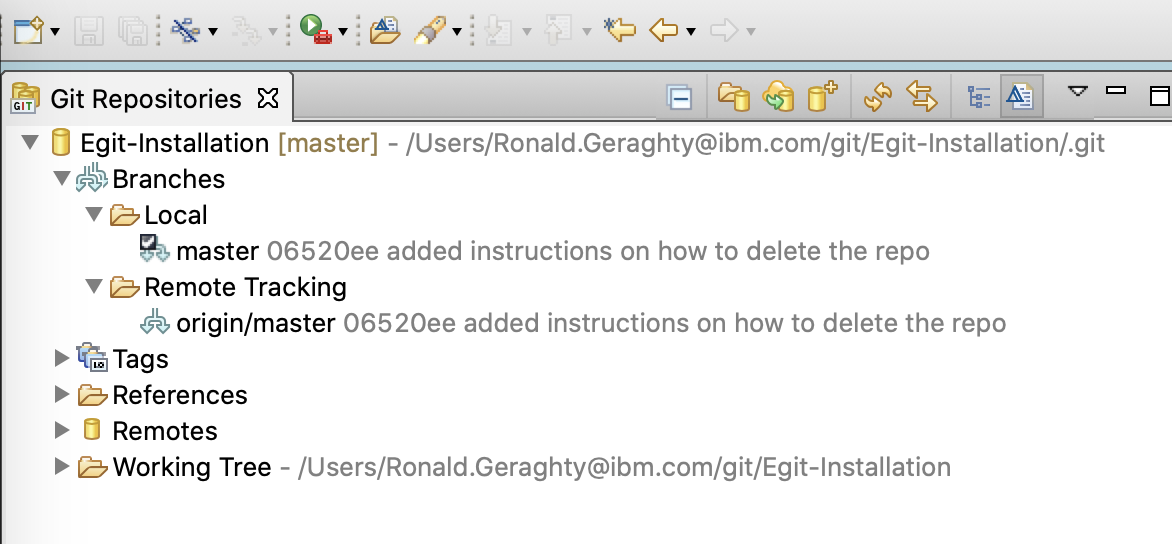 GIT Git Repositories
Egit-Installation [master] - /Users/Ronald.Geraghty@ibm.com/git/Egit-Installation/.git
Branches
Local
master 06520ee added instructions on how to delete the repo
Remote Tracking
origin/master 06520ee added instructions on how to delete the repo
Tags
References
Remotes
Working Tree - /Users/Ronald.Geraghty@ibm.com/git/Egit-Installation